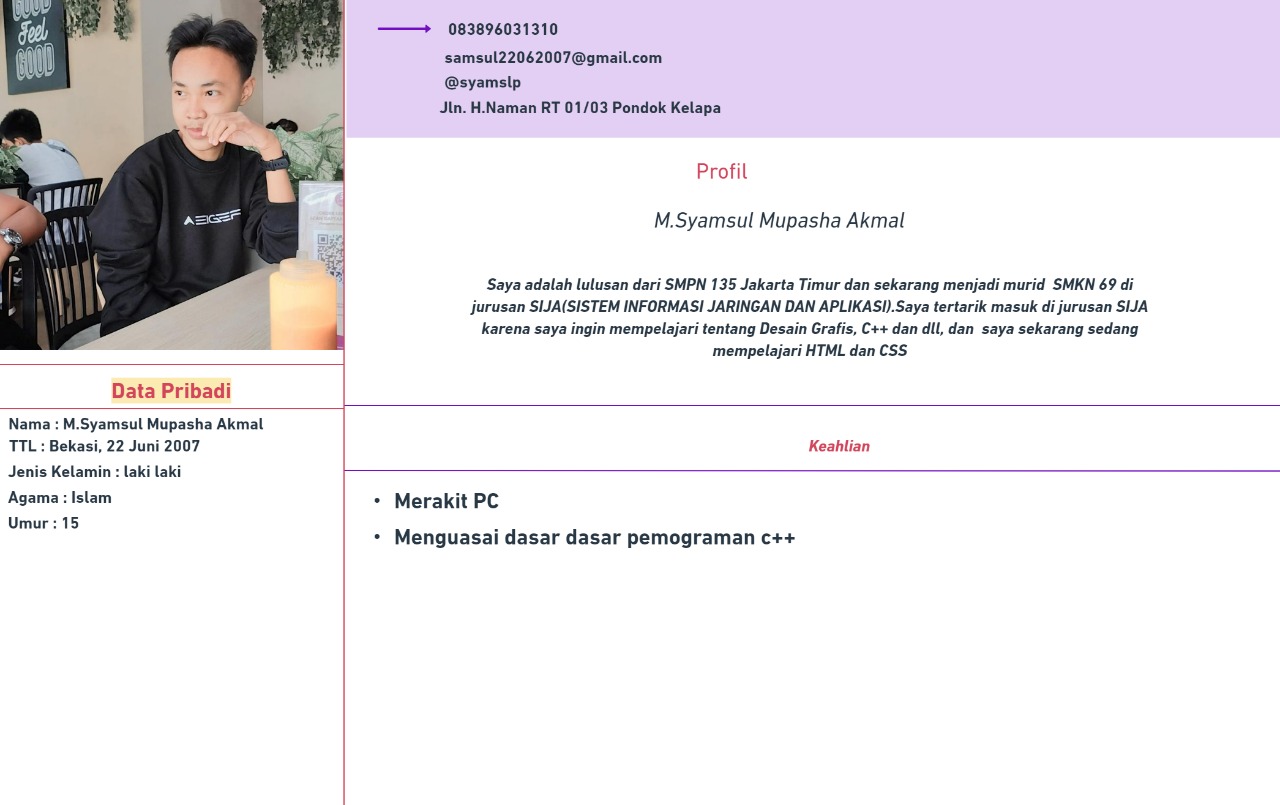 GOOD
Feel
GOOD
083896031310
samsul22062007@gmail.com
@syamslp
Jln. H.Naman RT 01/03 Pondok Kelapa
Profil
M.Syamsul Mupasha Akmal
Saya adalah lulusan dari SMPN 135 Jakarta Timur dan sekarang menjadi murid  SMKN 69 di
jurusan SIJA(SISTEM INFORMASI JARINGAN DAN APLIKASI).Saya tertarik masuk di jurusan SIJA
karena saya ingin mempelajari tentang Desain Grafis, C++ dan dll, dan  saya sekarang sedang
mempelajari HTML dan CSS
Data Pribadi
Nama : M.Syamsul Mupasha Akmal
TTL : Bekasi, 22 Juni 2007
Jenis Kelamin : laki laki
Agama : Islam
Umur : 15
Keahlian
• Merakit PC
• Menguasai dasar dasar pemograman c++